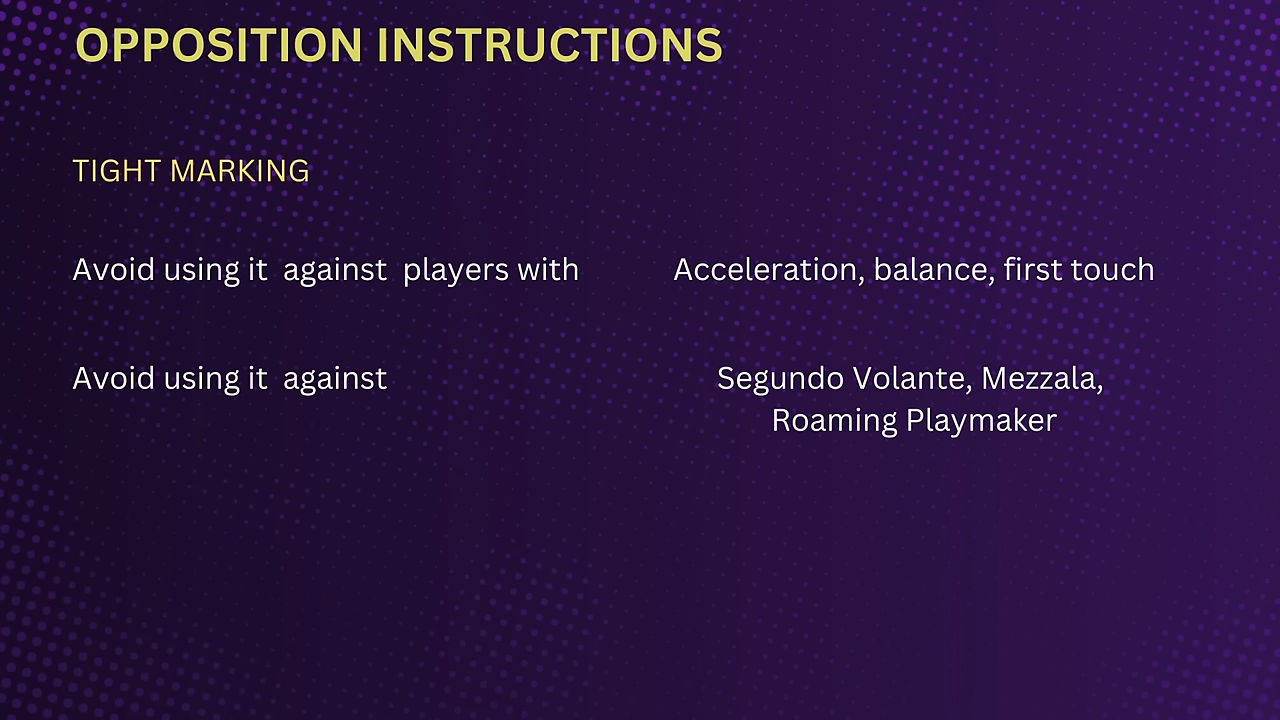 OPPOSITION INSTRUCTIONS
TIGHT MARKING
Avoid using it against players with
Acceleration, balance, first touch
Avoid using it against
Segundo Volante, Mezzala,
Roaming Playmaker